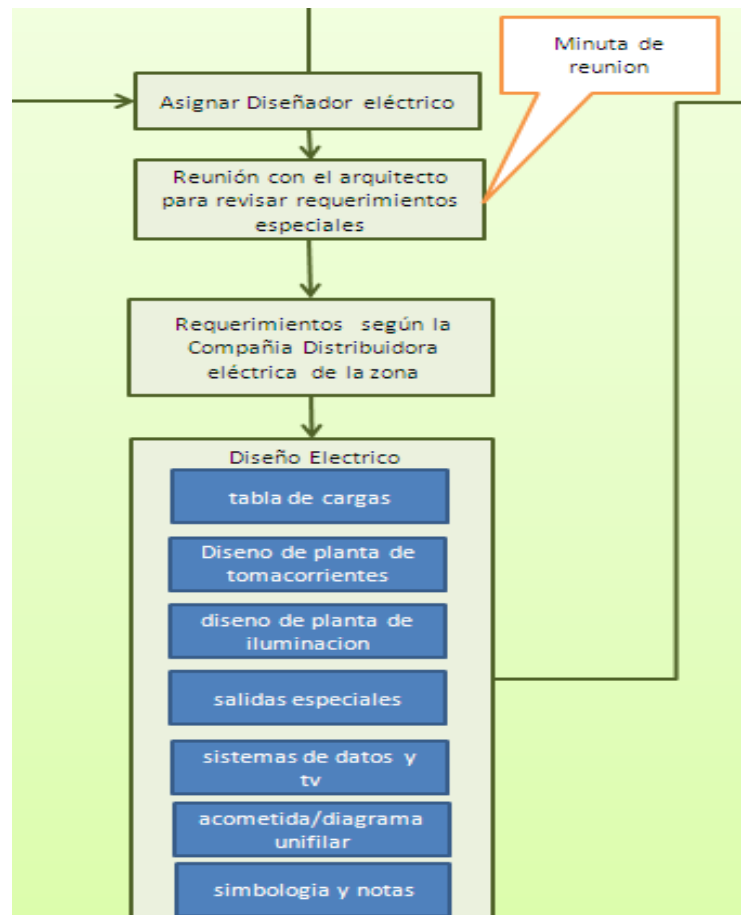 Minuta de
reunion
Asignar Diseñador eléctrico
Reunión con el arquitecto
para revisar requerimientos
especiales
Requerimientos según la
Compañia Distribuidora
eléctrica de la zona
Diseño Electrico
tabla de cargas
Diseno de planta de
tomacorrientes
diseno de planta de
iluminacion
salidas especiales
sistemas de datos y
tv
acometida/diagrama
unifilar
simbologia y notas